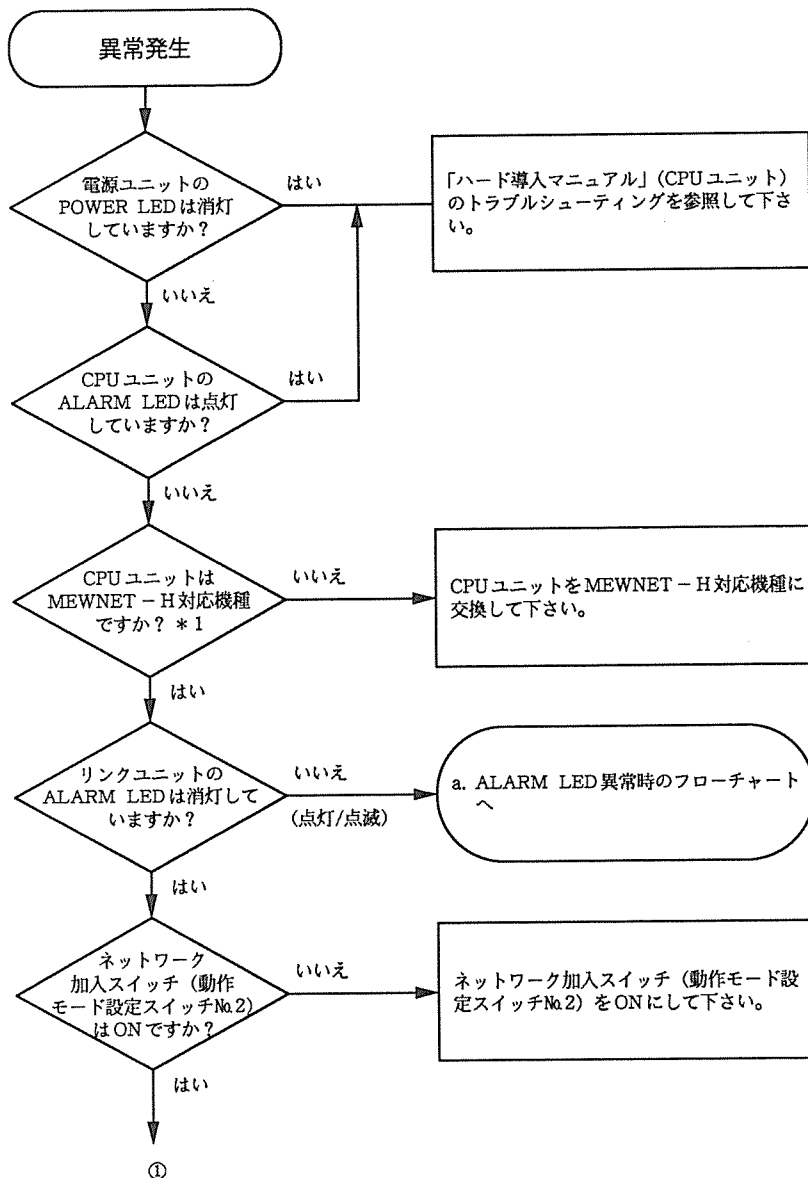 異常発生
電源ユニットの
POWER LEDは消灯
していますか？
はい
「ハード導入マニュアル」（CPUユニット）
のトラブルシューティングを参照して下さ
い。
いいえ
CPUユニットの
ALARM LEDは点灯
していますか？
はい
いいえ
CPUユニットは
MEWNET－H対応機種
ですか？＊1
いいえ
CPUユニットをMEWNET－H対応機種に
交換して下さい。
はい
リンクユニットの
ALARM LEDは消灯して
いますか？
いいえ
(点灯/点滅)
a. ALARM LED異常時のフローチャート
へ
はい
ネットワーク
加入スイッチ（動作
モード設定スイッチ№2）
はONですか？
いいえ
ネットワーク加入スイッチ（動作モード設
定スイッチ№2）をONにして下さい。
はい
①